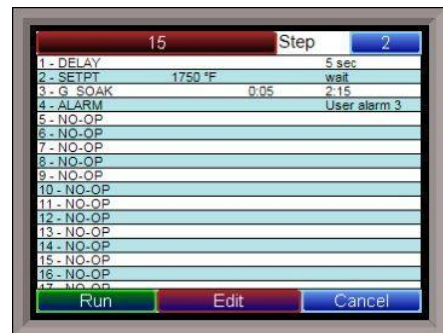 15 Step 2
1 - DELAY 5 sec
2 - SETPT 1750 °F wait
3 - G_SOAK 0:05 2:15
4 - ALARM User alarm 3
5 - NO-OP
6 - NO-OP
7 - NO-OP
8 - NO-OP
9 - NO-OP
10 - NO-OP
11 - NO-OP
12 - NO-OP
13 - NO-OP
14 - NO-OP
15 - NO-OP
16 - NO-OP
17 - NO-OP
Run Edit Cancel